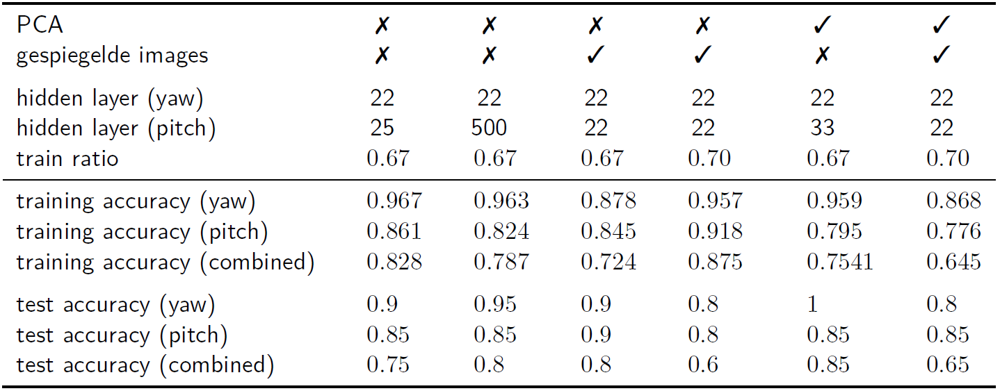 PCA ✗ ✗ ✗ ✗ ✓ ✓
gespiegelde images ✗ ✗ ✓ ✓ ✗ ✓
hidden layer (yaw) 22 22 22 22 22 22
hidden layer (pitch) 25 500 22 22 33 22
train ratio 0.67 0.67 0.67 0.70 0.67 0.70
training accuracy (yaw) 0.967 0.963 0.878 0.957 0.959 0.868
training accuracy (pitch) 0.861 0.824 0.845 0.918 0.795 0.776
training accuracy (combined) 0.828 0.787 0.724 0.875 0.7541 0.645
test accuracy (yaw) 0.9 0.95 0.9 0.8 1 0.8
test accuracy (pitch) 0.85 0.85 0.9 0.8 0.85 0.85
test accuracy (combined) 0.75 0.8 0.8 0.6 0.85 0.65